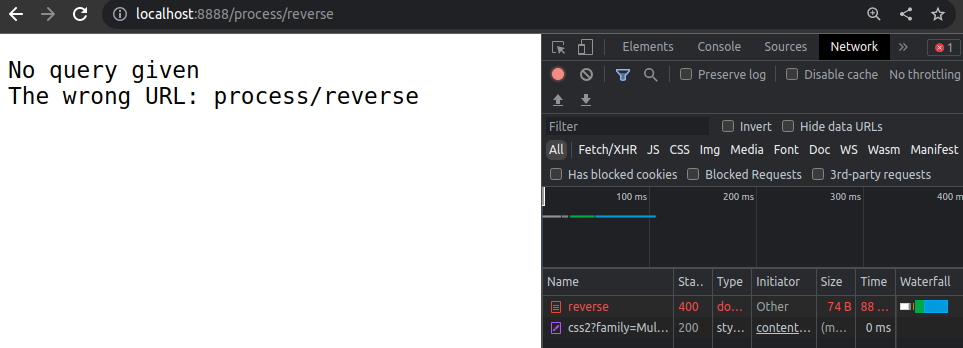 localhost:8888/process/reverse
No query given
The wrong URL: process/reverse
Elements Console Sources Network » 1
Preserve log Disable cache No throttling
Filter Invert Hide data URLs
All Fetch/XHR JS CSS Img Media Font Doc WS Wasm Manifest
Has blocked cookies Blocked Requests 3rd-party requests
100 ms 200 ms 300 ms 400 m
Name Sta.. Type Initiator Size Time Waterfall
reverse 400 do... Other 74 B 88 ...
css2?family=Mul... 200 sty... content... (m... 0 ms